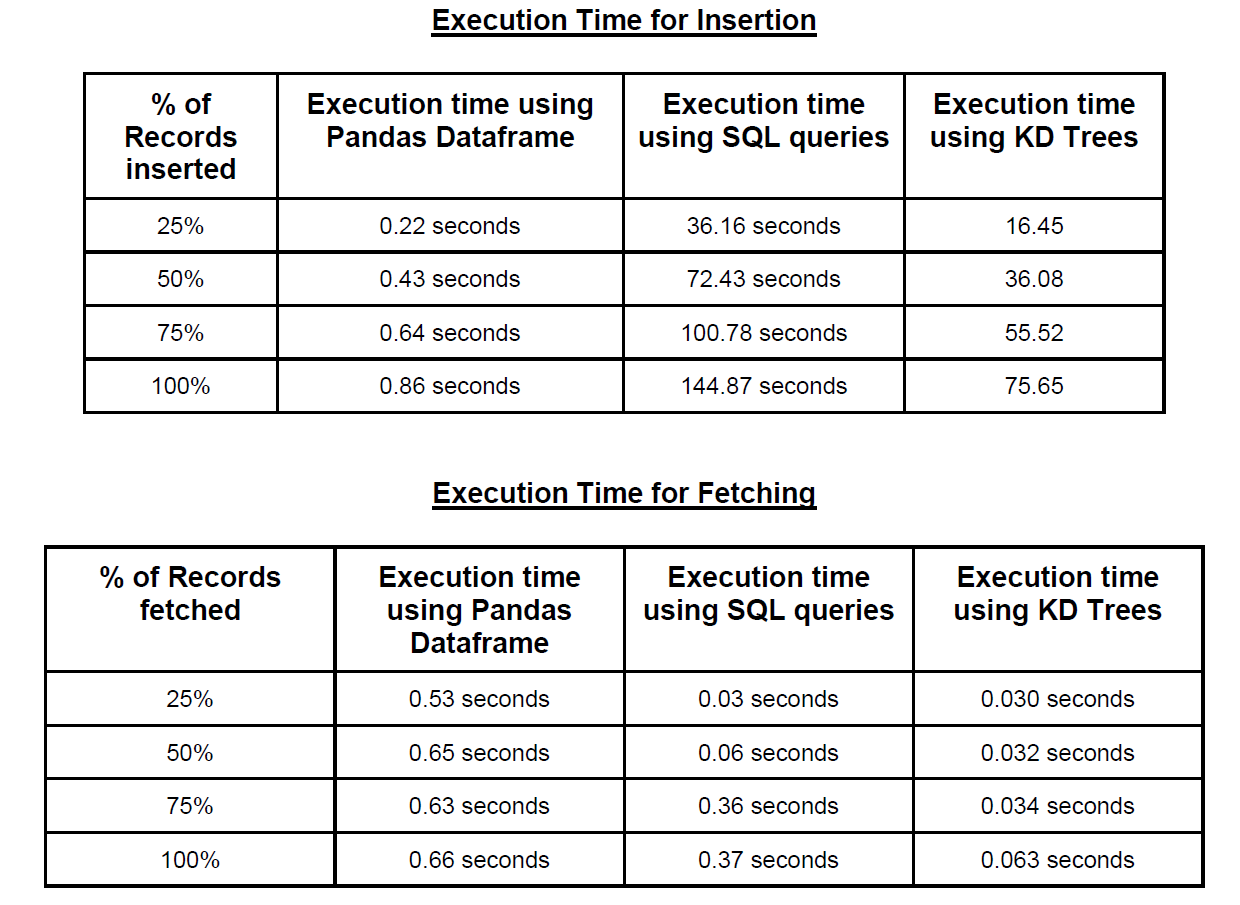 Execution Time for Insertion
% of Records inserted | Execution time using Pandas Dataframe | Execution time using SQL queries | Execution time using KD Trees
25% | 0.22 seconds | 36.16 seconds | 16.45
50% | 0.43 seconds | 72.43 seconds | 36.08
75% | 0.64 seconds | 100.78 seconds | 55.52
100% | 0.86 seconds | 144.87 seconds | 75.65
Execution Time for Fetching
% of Records fetched | Execution time using Pandas Dataframe | Execution time using SQL queries | Execution time using KD Trees
25% | 0.53 seconds | 0.03 seconds | 0.030 seconds
50% | 0.65 seconds | 0.06 seconds | 0.032 seconds
75% | 0.63 seconds | 0.36 seconds | 0.034 seconds
100% | 0.66 seconds | 0.37 seconds | 0.063 seconds